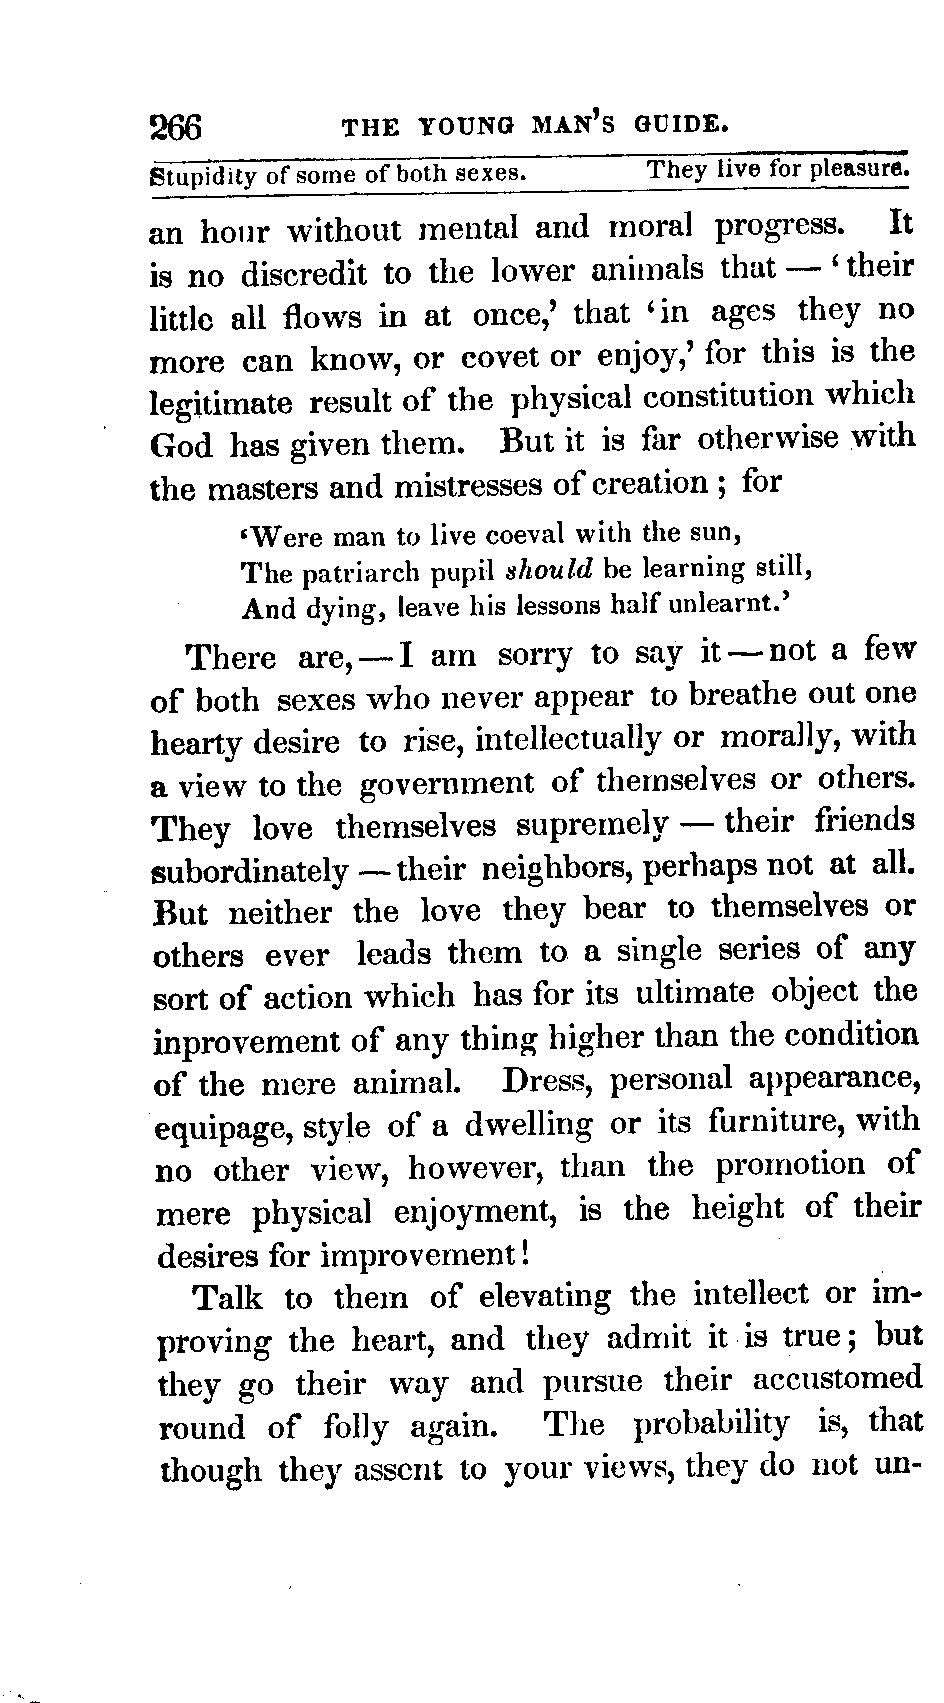 266 THE YOUNG MAN'S GUIDE.
Stupidity of some of both sexes. They live for pleasure.
an hour without mental and moral progress. It
is no discredit to the lower animals that — ‘their
little all flows in at once,’ that ‘in ages they no
more can know, or covet or enjoy,’ for this is the
legitimate result of the physical constitution which
God has given them. But it is far otherwise with
the masters and mistresses of creation ; for
‘Were man to live coeval with the sun,
The patriarch pupil should be learning still,
And dying, leave his lessons half unlearnt.’
There are, — I am sorry to say it — not a few
of both sexes who never appear to breathe out one
hearty desire to rise, intellectually or morally, with
a view to the government of themselves or others.
They love themselves supremely — their friends
subordinately — their neighbors, perhaps not at all.
But neither the love they bear to themselves or
others ever leads them to a single series of any
sort of action which has for its ultimate object the
inprovement of any thing higher than the condition
of the mere animal. Dress, personal appearance,
equipage, style of a dwelling or its furniture, with
no other view, however, than the promotion of
mere physical enjoyment, is the height of their
desires for improvement!
Talk to them of elevating the intellect or im-
proving the heart, and they admit it is true; but
they go their way and pursue their accustomed
round of folly again. The probability is, that
though they assent to your views, they do not un-